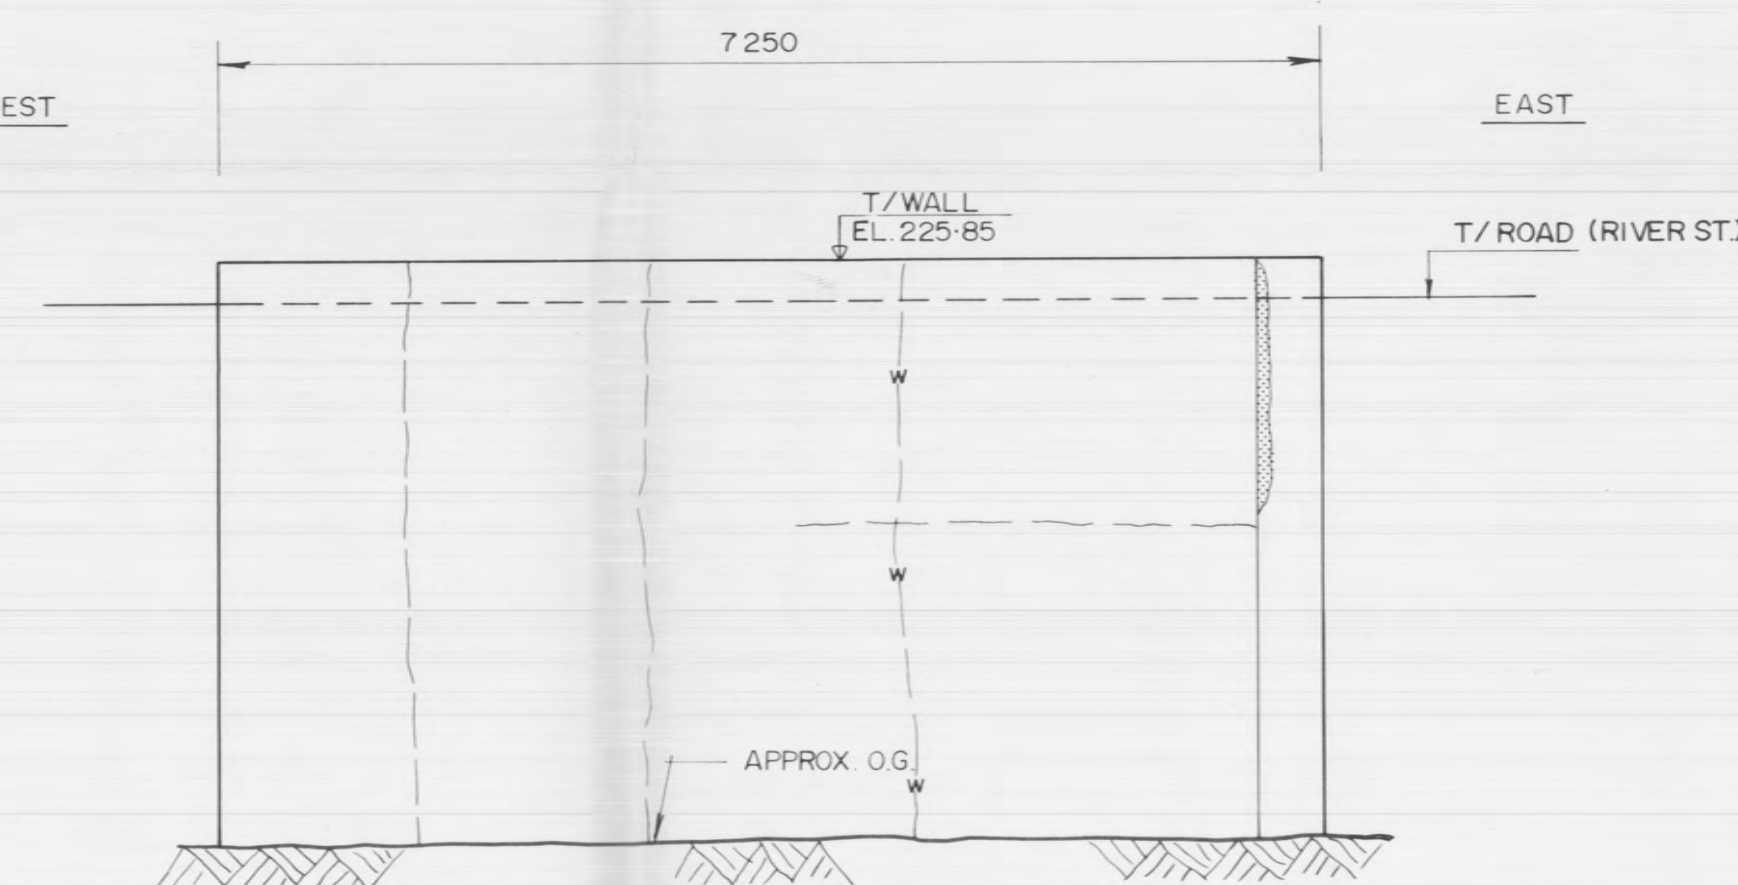 7250
EST
EAST
T/WALL
EL. 225·85
T/ROAD (RIVER ST.)
W
W
APPROX. O.G.
W